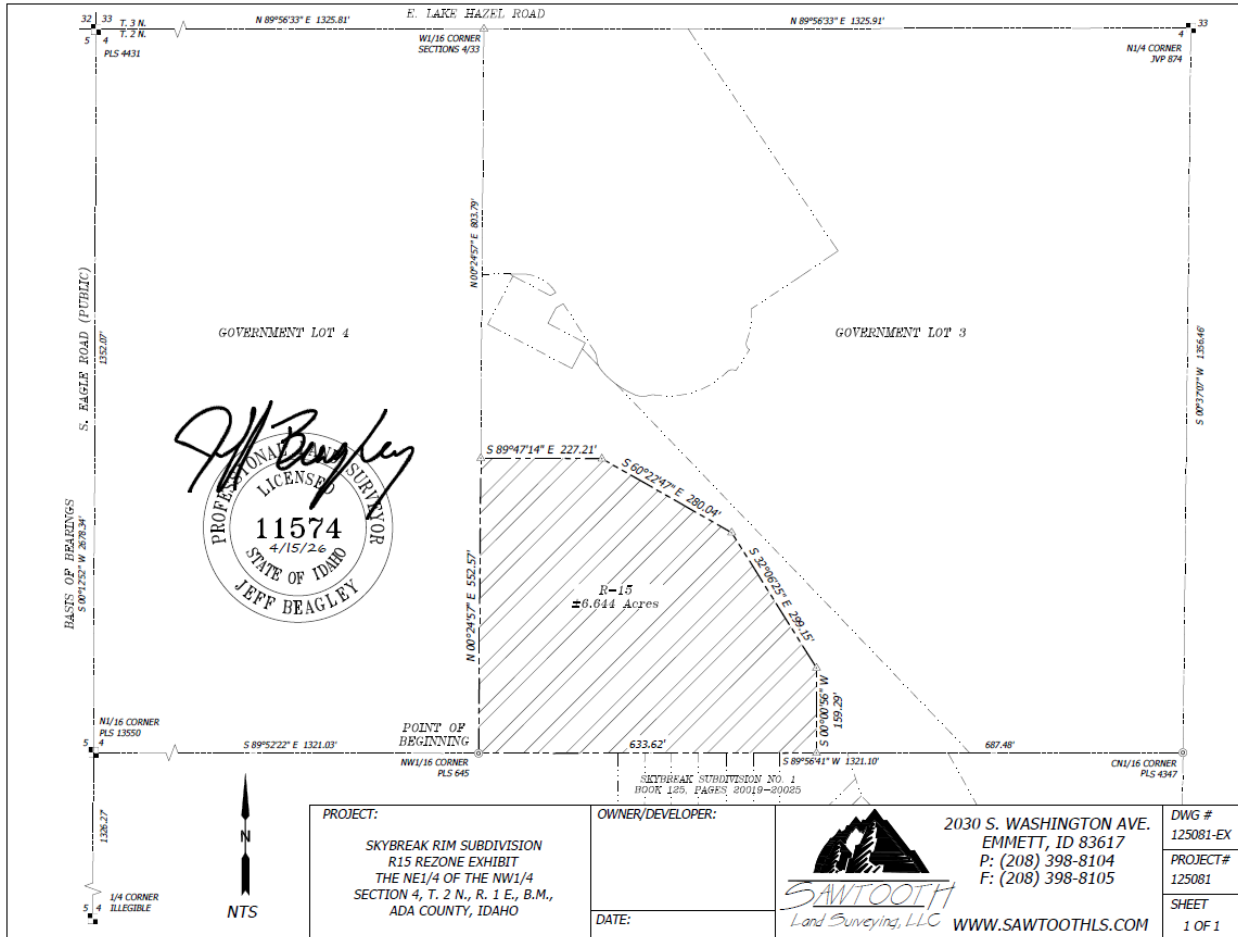 E. LAKE HAZEL ROAD
32 33
T. 3 N.
T. 2 N.
5 4
PLS 4431
N 89°56'33" E 1325.81'
W1/16 CORNER
SECTIONS 4/33
N 89°56'33" E 1325.91'
33
4
N1/4 CORNER
JVP 874
N 00°24'57" E 803.79'
S. EAGLE ROAD (PUBLIC)
1352.07'
GOVERNMENT LOT 4
GOVERNMENT LOT 3
S 00°37'07" W 1356.46'
BASIS OF BEARINGS
S 00°12'52" W 2678.34'
Jeff Beagley
PROFESSIONAL LAND SURVEYOR
LICENSED
11574
4/15/26
STATE OF IDAHO
JEFF BEAGLEY
S 89°47'14" E 227.21'
S 60°22'47" E 280.04'
S 32°06'25" E 299.15'
S 00°00'56" W
159.29'
N 00°24'57" E 552.57'
R-15
±6.644 Acres
N1/16 CORNER
PLS 13550
5 4
S 89°52'22" E 1321.03'
POINT OF
BEGINNING
NW1/16 CORNER
PLS 645
633.62'
S 89°56'41" W 1321.10'
687.48'
CN1/16 CORNER
PLS 4347
SKYBREAK SUBDIVISION NO. 1
BOOK 125, PAGES 20019-20025
1326.27'
1/4 CORNER
ILLEGIBLE
5 4
N
NTS
PROJECT:
SKYBREAK RIM SUBDIVISION
R15 REZONE EXHIBIT
THE NE1/4 OF THE NW1/4
SECTION 4, T. 2 N., R. 1 E., B.M.,
ADA COUNTY, IDAHO
OWNER/DEVELOPER:
DATE:
SAWTOOTH
Land Surveying, LLC
2030 S. WASHINGTON AVE.
EMMETT, ID 83617
P: (208) 398-8104
F: (208) 398-8105
WWW.SAWTOOTHLS.COM
DWG #
125081-EX
PROJECT#
125081
SHEET
1 OF 1